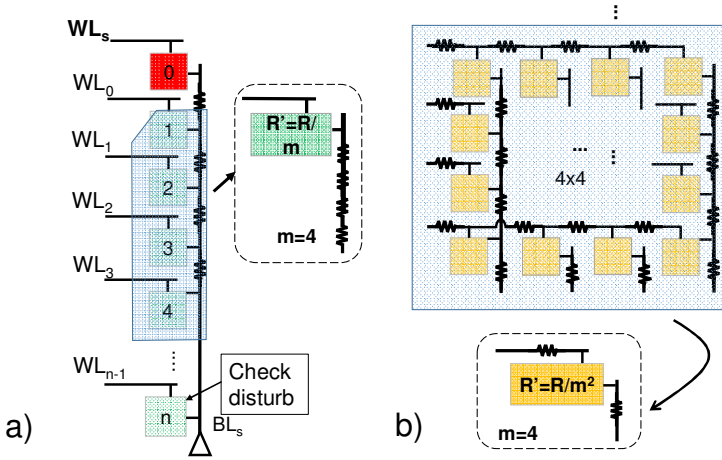 WLs
0
WL0
1
WL1
2
WL2
3
WL3
4
WLn-1
n
Check
disturb
BLs
a)
R'=R/
m
m=4
...
...
4x4
R'=R/m²
m=4
b)